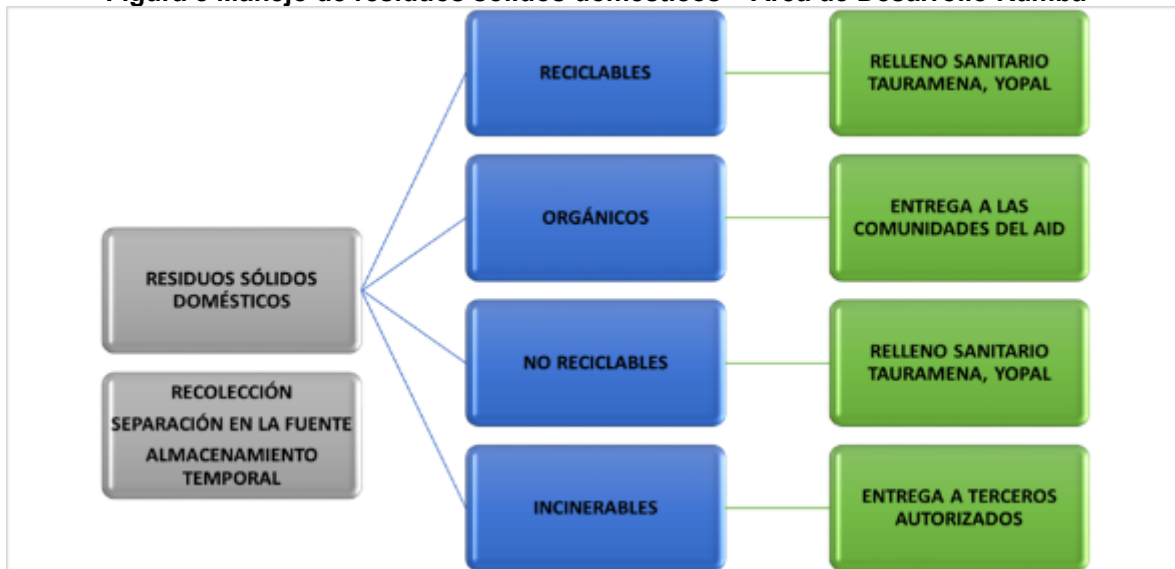 RECICLABLES
RELLENO SANITARIO
TAURAMENA, YOPAL
ORGÁNICOS
ENTREGA A LAS
COMUNIDADES DEL AID
RESIDUOS SÓLIDOS
DOMÉSTICOS
NO RECICLABLES
RELLENO SANITARIO
TAURAMENA, YOPAL
RECOLECCIÓN
SEPARACIÓN EN LA FUENTE
ALMACENAMIENTO
TEMPORAL
INCINERABLES
ENTREGA A TERCEROS
AUTORIZADOS